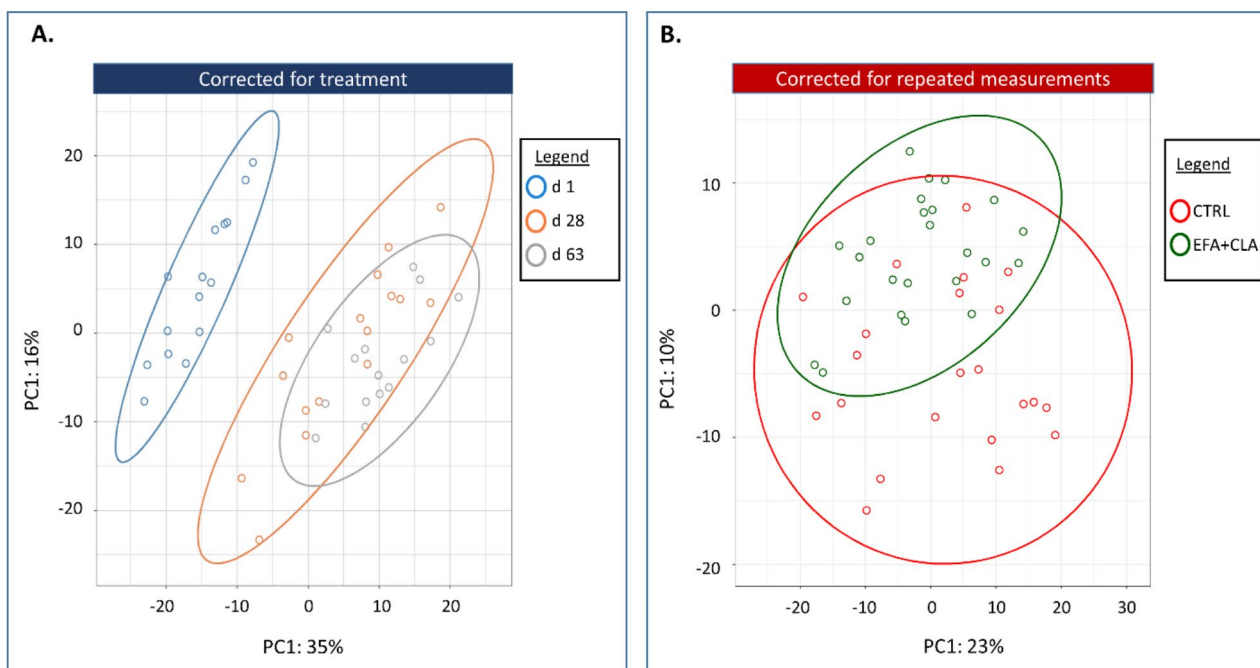 A.
Corrected for treatment
20
10
0
-10
-20
PC1: 16%
-20 -10 0 10 20
PC1: 35%
Legend
d 1
d 28
d 63
B.
Corrected for repeated measurements
10
0
-10
-20
PC1: 10%
-20 -10 0 10 20 30
PC1: 23%
Legend
CTRL
EFA+CLA